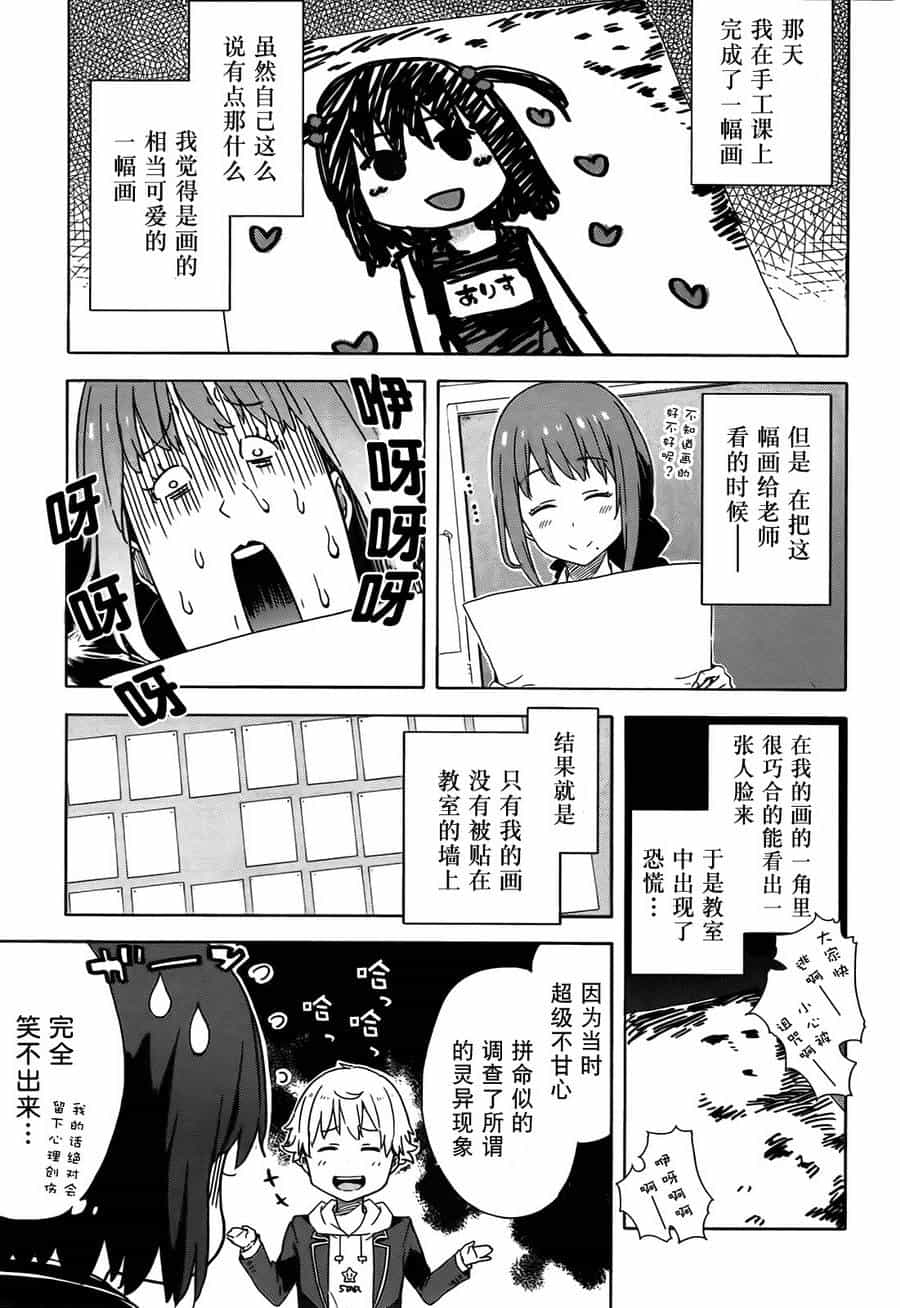 那天
我在手工课上
完成了一幅画
虽然自己这么
说有点那什么
我觉得是画的
相当可爱的
一幅画
ありす
但是 在把这
幅画给老师
看的时候——
不知道画的
好不好呢?
咿呀呀呀
呀
呀
呀
在我的画的一角里
很巧合的能看出一
张人脸来
于是教室
中出现了
恐慌…
大家快
逃啊——
小心被
诅咒啊——
咿呀啊啊
啊——
结果就是
只有我的画
没有被贴在
教室的墙上
因为当时
超级不甘心
拼命似的
调查了所谓
的灵异现象
哈哈
哈哈
STAR
ガーン
完全
笑不出来…
我的话绝对会
留下心理创伤